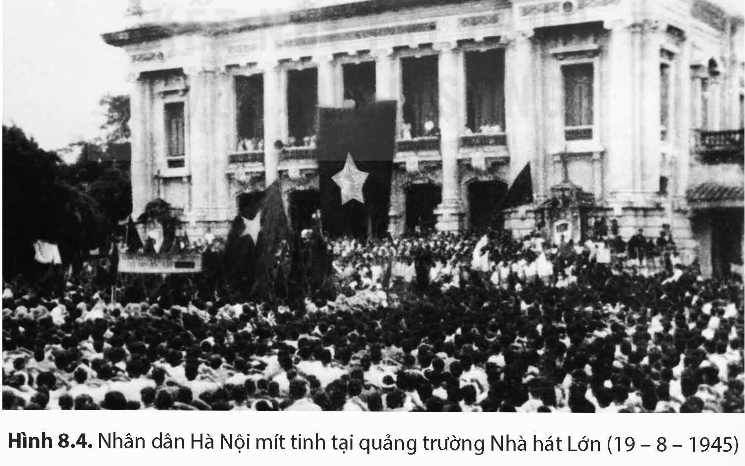 Hình 8.4. Nhân dân Hà Nội mít tinh tại quảng trường Nhà hát Lớn (19 – 8 – 1945)